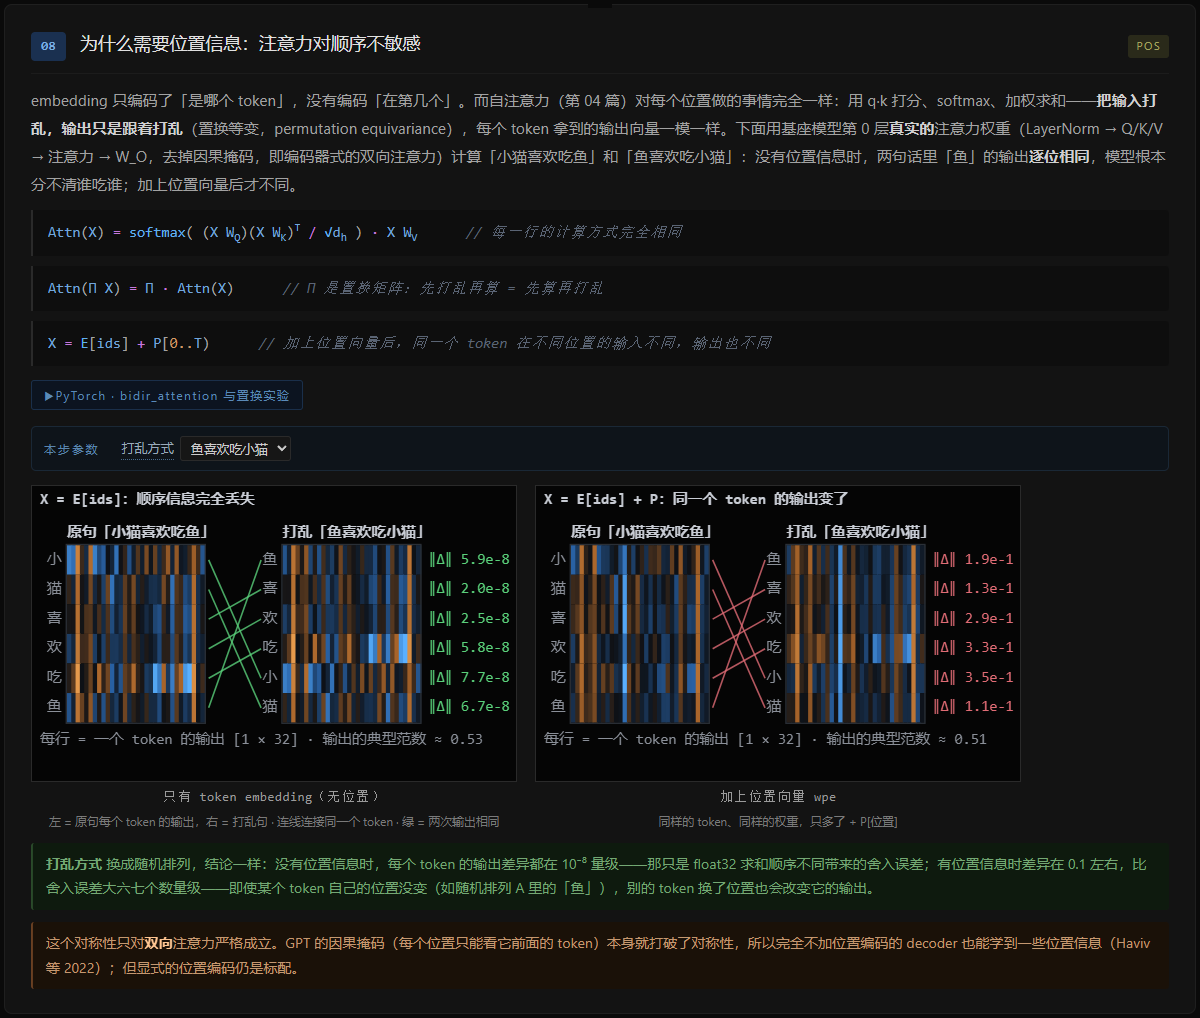 08 为什么需要位置信息：注意力对顺序不敏感 POS
embedding 只编码了「是哪个 token」，没有编码「在第几个」。而自注意力（第 04 篇）对每个位置做的事情完全一样：用 q·k 打分、softmax、加权求和——把输入打
乱，输出只是跟着打乱（置换等变，permutation equivariance），每个 token 拿到的输出向量一模一样。下面用基座模型第 0 层真实的注意力权重（LayerNorm → Q/K/V
→ 注意力 → W_O，去掉因果掩码，即编码器式的双向注意力）计算「小猫喜欢吃鱼」和「鱼喜欢吃小猫」：没有位置信息时，两句话里「鱼」的输出逐位相同，模型根本
分不清谁吃谁；加上位置向量后才不同。
Attn(X) = softmax( (X W_Q)(X W_K)^T / √d_h ) · X W_V // 每一行的计算方式完全相同
Attn(Π X) = Π · Attn(X) // Π 是置换矩阵：先打乱再算 = 先算再打乱
X = E[ids] + P[0..T) // 加上位置向量后，同一个 token 在不同位置的输入不同，输出也不同
▶PyTorch · bidir_attention 与置换实验
本步参数 打乱方式 鱼喜欢吃小猫
X = E[ids]：顺序信息完全丢失
原句「小猫喜欢吃鱼」 打乱「鱼喜欢吃小猫」
小 鱼 ‖Δ‖ 5.9e-8
猫 喜 ‖Δ‖ 2.0e-8
喜 欢 ‖Δ‖ 2.5e-8
欢 吃 ‖Δ‖ 5.8e-8
吃 小 ‖Δ‖ 7.7e-8
鱼 猫 ‖Δ‖ 6.7e-8
每行 = 一个 token 的输出 [1 × 32] · 输出的典型范数 ≈ 0.53
只有 token embedding（无位置）
左 = 原句每个 token 的输出，右 = 打乱句 · 连线连接同一个 token · 绿 = 两次输出相同
X = E[ids] + P：同一个 token 的输出变了
原句「小猫喜欢吃鱼」 打乱「鱼喜欢吃小猫」
小 鱼 ‖Δ‖ 1.9e-1
猫 喜 ‖Δ‖ 1.3e-1
喜 欢 ‖Δ‖ 2.9e-1
欢 吃 ‖Δ‖ 3.3e-1
吃 小 ‖Δ‖ 3.5e-1
鱼 猫 ‖Δ‖ 1.1e-1
每行 = 一个 token 的输出 [1 × 32] · 输出的典型范数 ≈ 0.51
加上位置向量 wpe
同样的 token、同样的权重，只多了 + P[位置]
打乱方式 换成随机排列，结论一样：没有位置信息时，每个 token 的输出差异都在 10⁻⁸ 量级——那只是 float32 求和顺序不同带来的舍入误差；有位置信息时差异在 0.1 左右，比
舍入误差大六七个数量级——即使某个 token 自己的位置没变（如随机排列 A 里的「鱼」），别的 token 换了位置也会改变它的输出。
这个对称性只对双向注意力严格成立。GPT 的因果掩码（每个位置只能看它前面的 token）本身就打破了对称性，所以完全不加位置编码的 decoder 也能学到一些位置信息（Haviv
等 2022）；但显式的位置编码仍是标配。